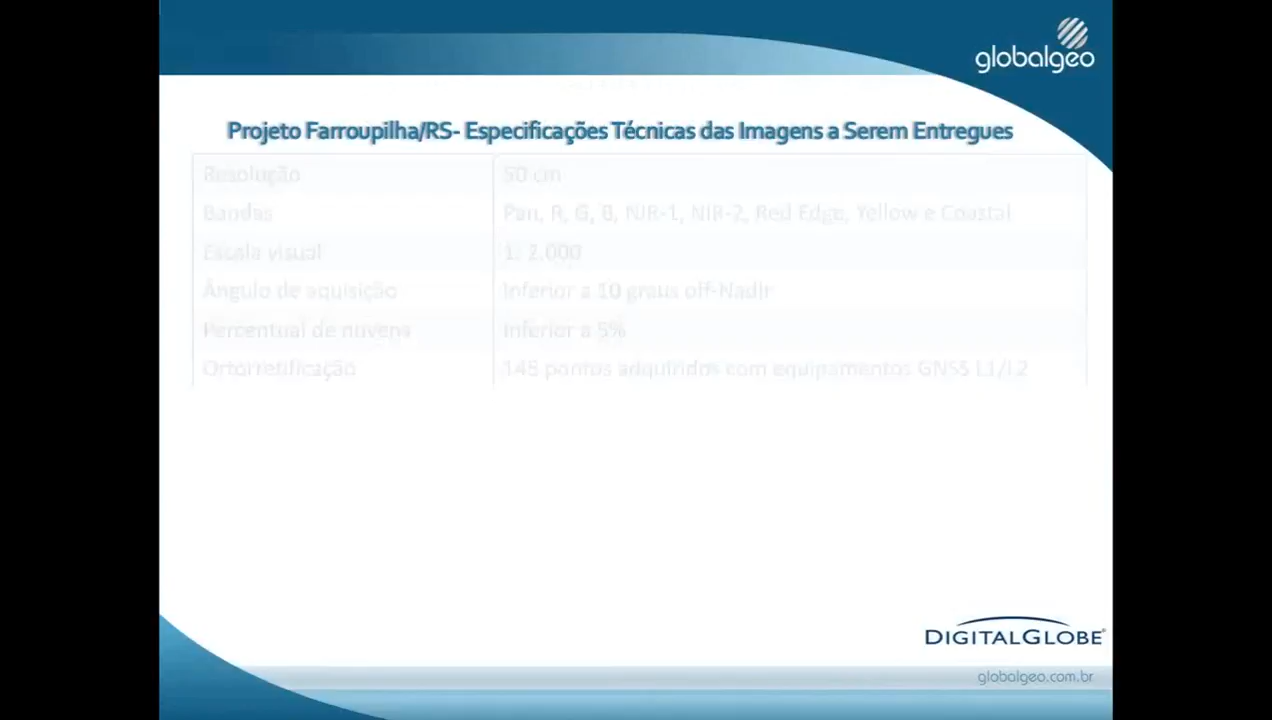 globalgeo
Projeto Farroupilha/RS- Especificações Técnicas das Imagens a Serem Entregues
Resolução 50 cm
Bandas Pan, R, G, B, NIR-1, NIR-2, Red Edge, Yellow e Coastal
Escala visual 1: 2.000
Ângulo de aquisição Inferior a 10 graus off-Nadir
Percentual de nuvens Inferior a 5%
Ortorretificação 145 pontos adquiridos com equipamentos GNSS L1/L2
DIGITALGLOBE®
globalgeo.com.br